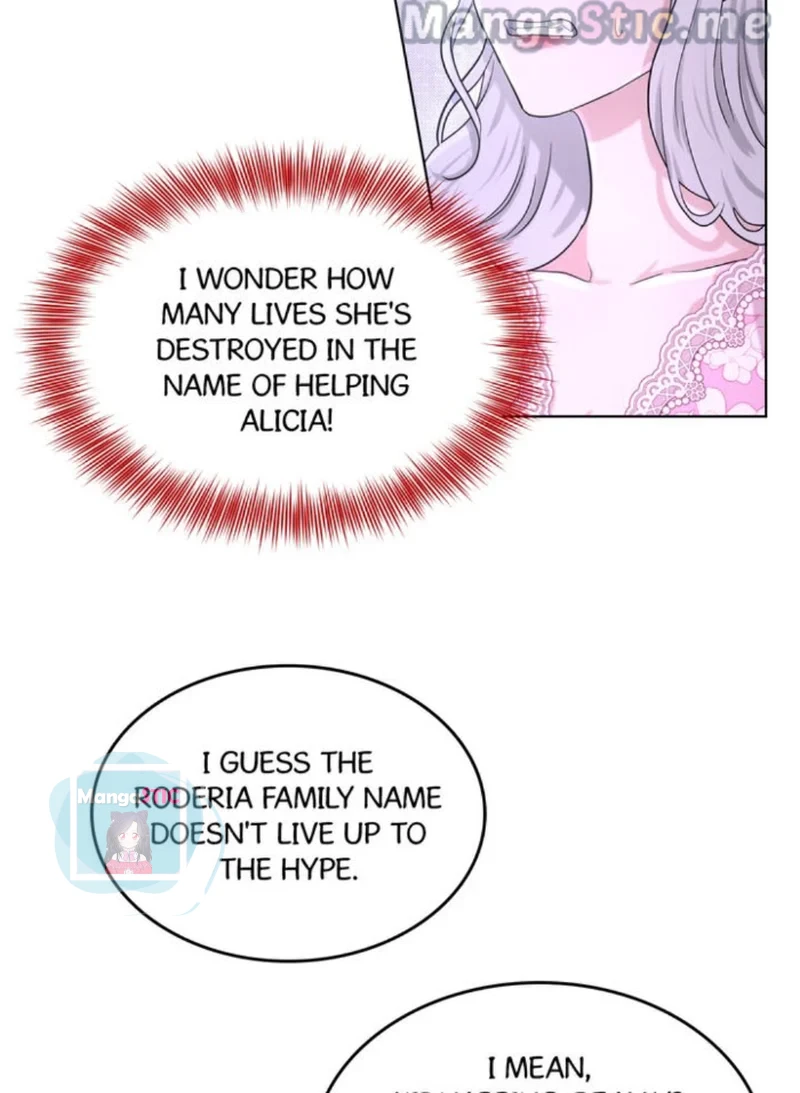 MangaStic.me
I WONDER HOW
MANY LIVES SHE'S
DESTROYED IN THE
NAME OF HELPING
ALICIA!
I GUESS THE
MangaSTIC
RODERIA FAMILY NAME
DOESN'T LIVE UP TO
THE HYPE.
I MEAN,